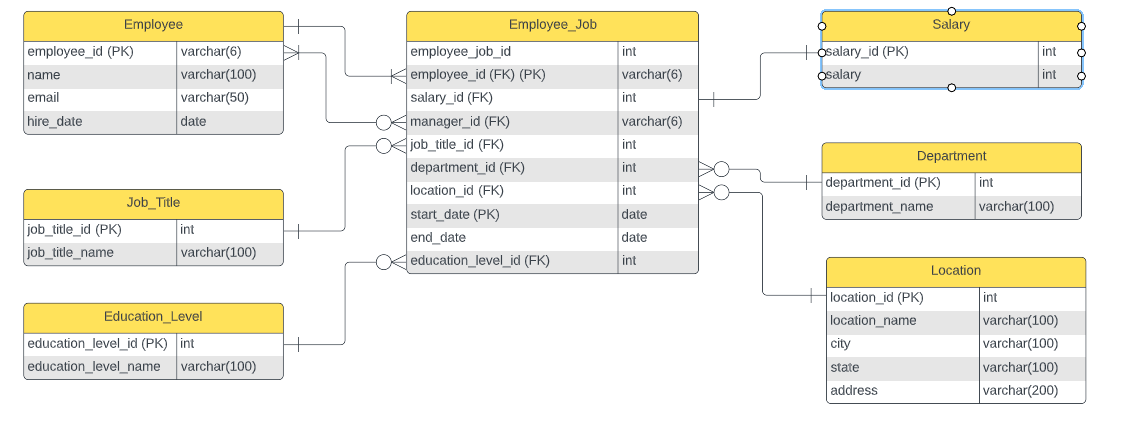 Employee
employee_id (PK) varchar(6)
name varchar(100)
email varchar(50)
hire_date date
Job_Title
job_title_id (PK) int
job_title_name varchar(100)
Education_Level
education_level_id (PK) int
education_level_name varchar(100)
Employee_Job
employee_job_id int
employee_id (FK) (PK) varchar(6)
salary_id (FK) int
manager_id (FK) varchar(6)
job_title_id (FK) int
department_id (FK) int
location_id (FK) int
start_date (PK) date
end_date date
education_level_id (FK) int
Salary
salary_id (PK) int
salary int
Department
department_id (PK) int
department_name varchar(100)
Location
location_id (PK) int
location_name varchar(100)
city varchar(100)
state varchar(100)
address varchar(200)